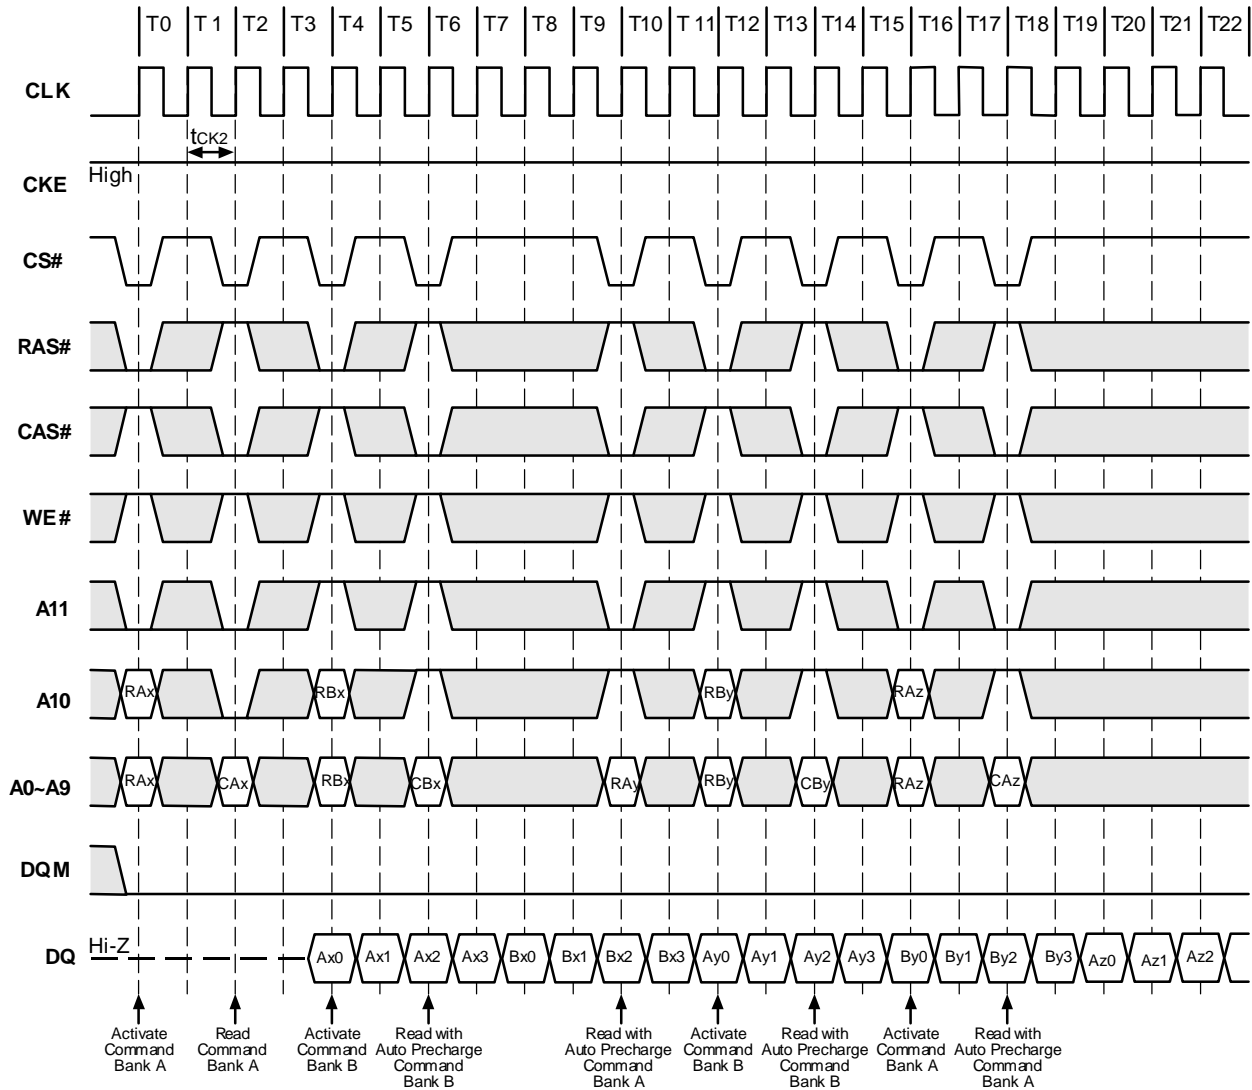 T0 T1 T2 T3 T4 T5 T6 T7 T8 T9 T10 T11 T12 T13 T14 T15 T16 T17 T18 T19 T20 T21 T22
CLK
tCK2
CKE High
CS#
RAS#
CAS#
WE#
A11
A10 RAx RBx RBy RAz
A0~A9 RAx CAx RBx CBx RAy RBy CBy RAz CAz
DQM
DQ Hi-Z Ax0 Ax1 Ax2 Ax3 Bx0 Bx1 Bx2 Bx3 Ay0 Ay1 Ay2 Ay3 By0 By1 By2 By3 Az0 Az1 Az2
Activate
Command
Bank A
Read
Command
Bank A
Activate
Command
Bank B
Read with
Auto Precharge
Command
Bank B
Read with
Auto Precharge
Command
Bank A
Activate
Command
Bank B
Read with
Auto Precharge
Command
Bank B
Activate
Command
Bank A
Read with
Auto Precharge
Command
Bank A